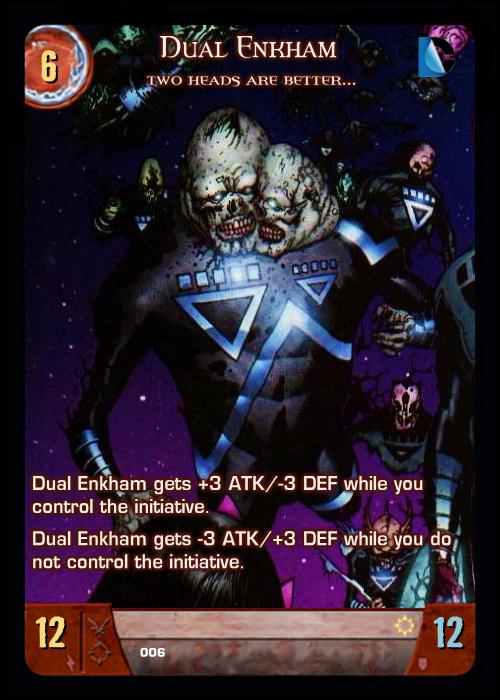 6
Dual Enkham
two heads are better...
Dual Enkham gets +3 ATK/-3 DEF while you
control the initiative.
Dual Enkham gets -3 ATK/+3 DEF while you do
not control the initiative.
12
006
12